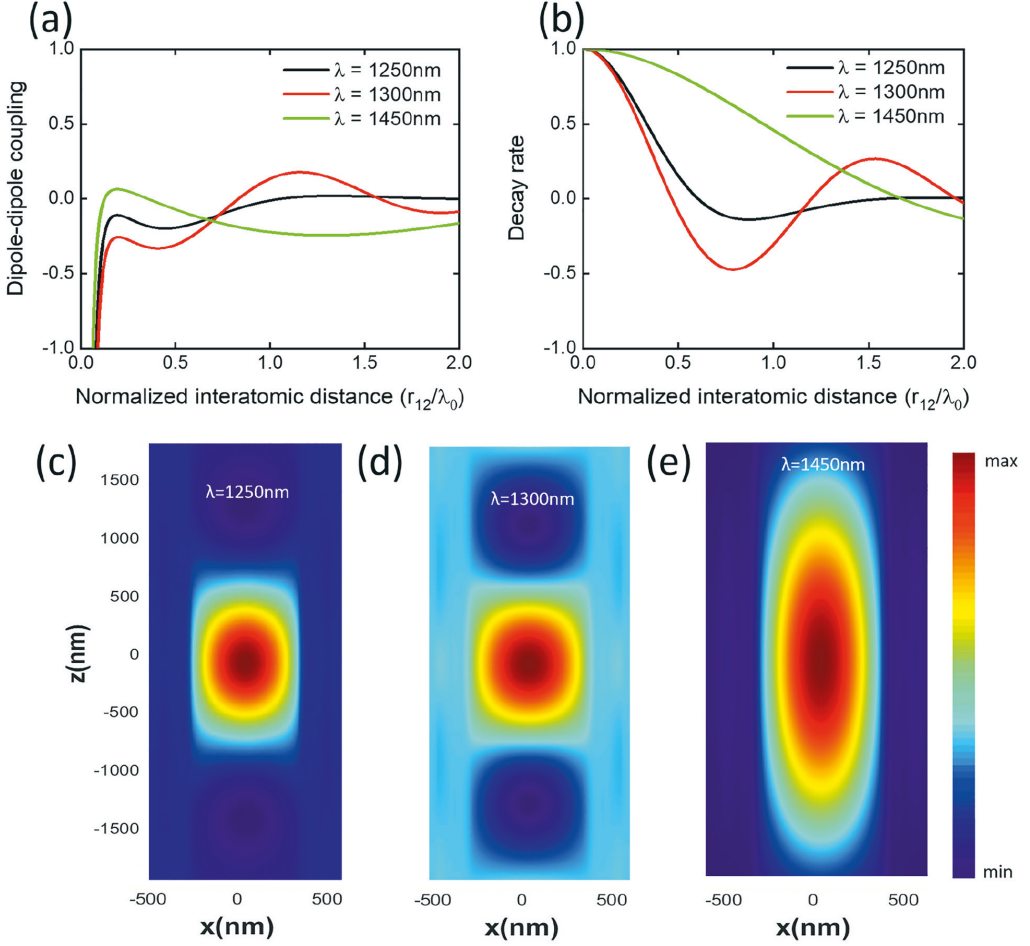 (a)
1.0
0.5
0.0
-0.5
-1.0
Dipole-dipole coupling
λ = 1250nm
λ = 1300nm
λ = 1450nm
0.0 0.5 1.0 1.5 2.0
Normalized interatomic distance (r12/λ0)
(b)
1.0
0.5
0.0
-0.5
-1.0
Decay rate
λ = 1250nm
λ = 1300nm
λ = 1450nm
0.0 0.5 1.0 1.5 2.0
Normalized interatomic distance (r12/λ0)
(c)
λ=1250nm
1500
1000
500
0
-500
-1000
-1500
z(nm)
-500 0 500
x(nm)
(d)
λ=1300nm
-500 0 500
x(nm)
(e)
λ=1450nm
-500 0 500
x(nm)
max
min